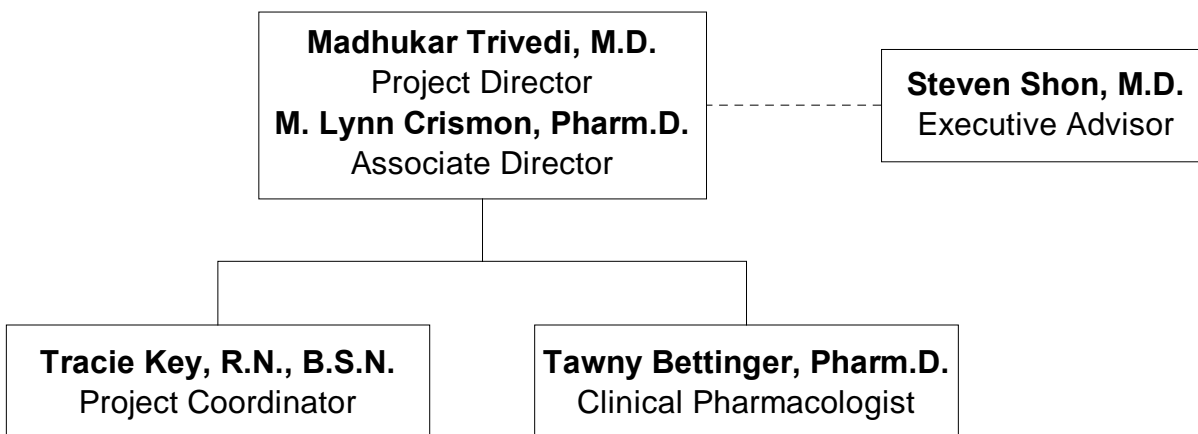 Madhukar Trivedi, M.D.
Project Director
M. Lynn Crismon, Pharm.D.
Associate Director
Steven Shon, M.D.
Executive Advisor
Tracie Key, R.N., B.S.N.
Project Coordinator
Tawny Bettinger, Pharm.D.
Clinical Pharmacologist